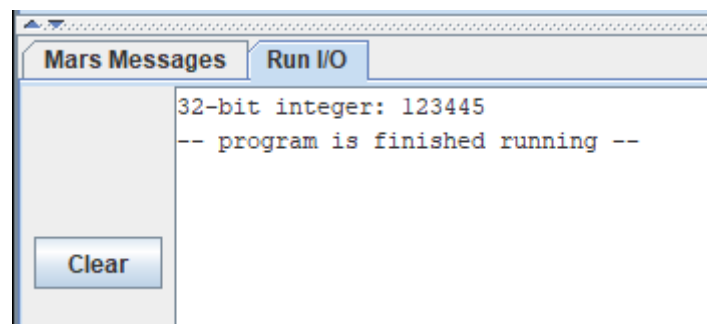 Mars Messages Run I/O
32-bit integer: 123445
-- program is finished running --
Clear